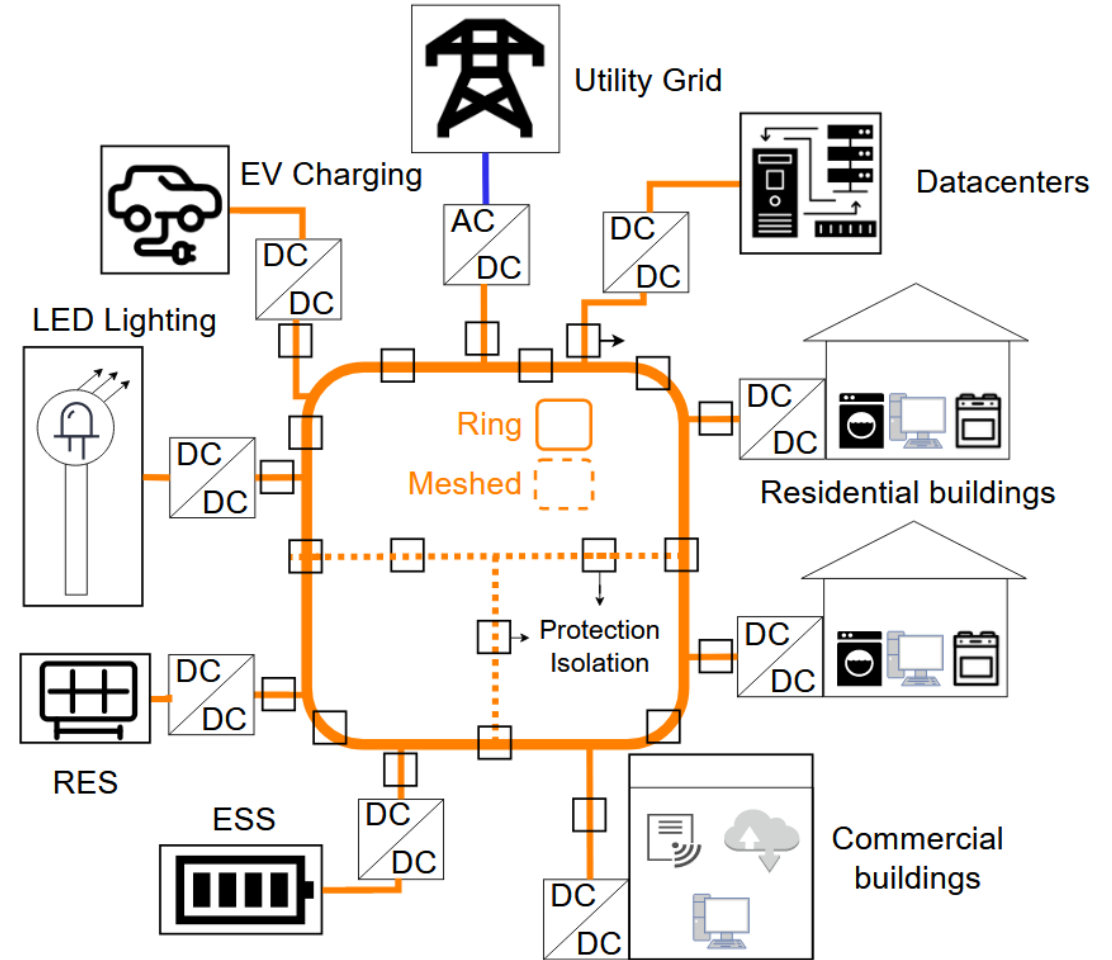 Utility Grid
EV Charging
Datacenters
AC
DC
DC
DC
DC
DC
LED Lighting
DC
DC
Ring
Meshed
DC
DC
Residential buildings
Protection
Isolation
DC
DC
DC
DC
RES
ESS
DC
DC
Commercial
buildings
DC
DC